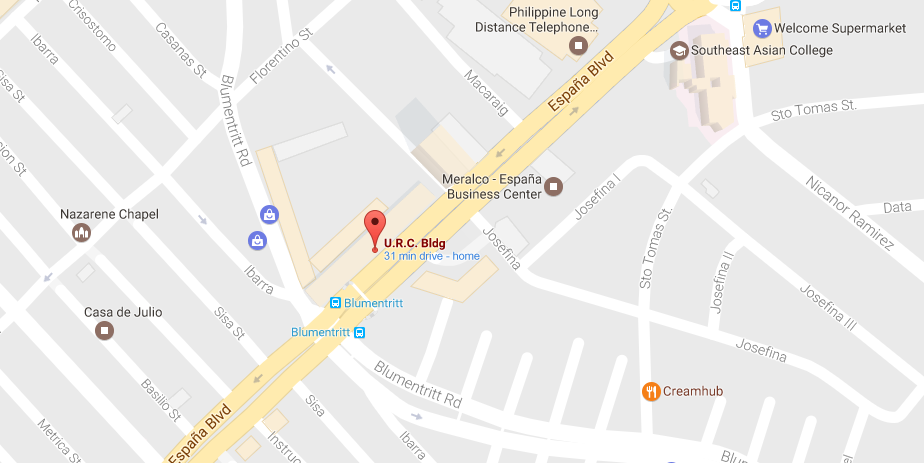 Crisostomo
Ibarra
Casanas St
Florentino St
Philippine Long
Distance Telephone...
Welcome Supermarket
Southeast Asian College
España Blvd
Macaraig
Blumentritt Rd
Sto Tomas St.
Meralco - España
Business Center
Josefina I
Nicanor Ramirez
Data
Nazarene Chapel
U.R.C. Bldg
31 min drive - home
Josefina
Sto Tomas St.
Josefina II
Josefina III
Ibarra
Blumentritt
Casa de Julio
Sisa St
Blumentritt
Josefina
Blumentritt Rd
Creamhub
Basilio St
Sisa
España Blvd
Metrica St
Ibarra